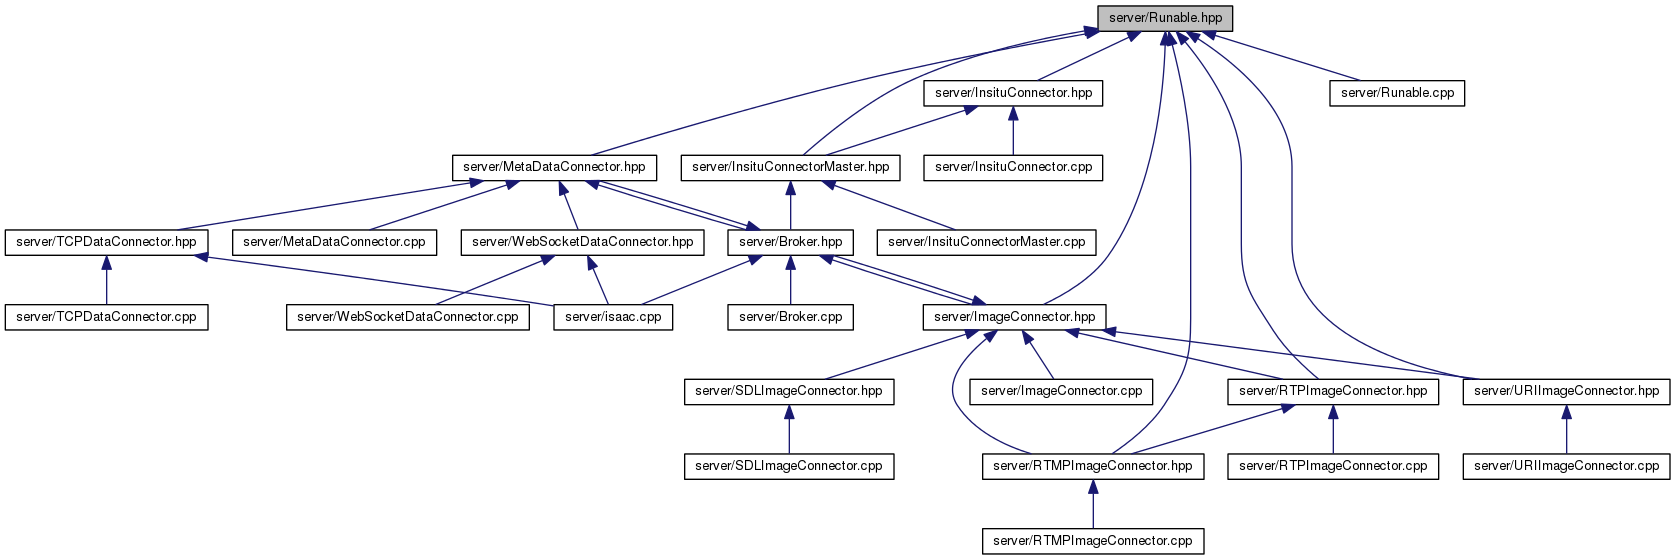 server/Runable.hpp
server/InsituConnector.hpp
server/Runable.cpp
server/MetaDataConnector.hpp
server/InsituConnectorMaster.hpp
server/InsituConnector.cpp
server/TCPDataConnector.hpp
server/MetaDataConnector.cpp
server/WebSocketDataConnector.hpp
server/Broker.hpp
server/InsituConnectorMaster.cpp
server/TCPDataConnector.cpp
server/WebSocketDataConnector.cpp
server/isaac.cpp
server/Broker.cpp
server/ImageConnector.hpp
server/SDLImageConnector.hpp
server/ImageConnector.cpp
server/RTPImageConnector.hpp
server/URIImageConnector.hpp
server/SDLImageConnector.cpp
server/RTMPImageConnector.hpp
server/RTPImageConnector.cpp
server/URIImageConnector.cpp
server/RTMPImageConnector.cpp